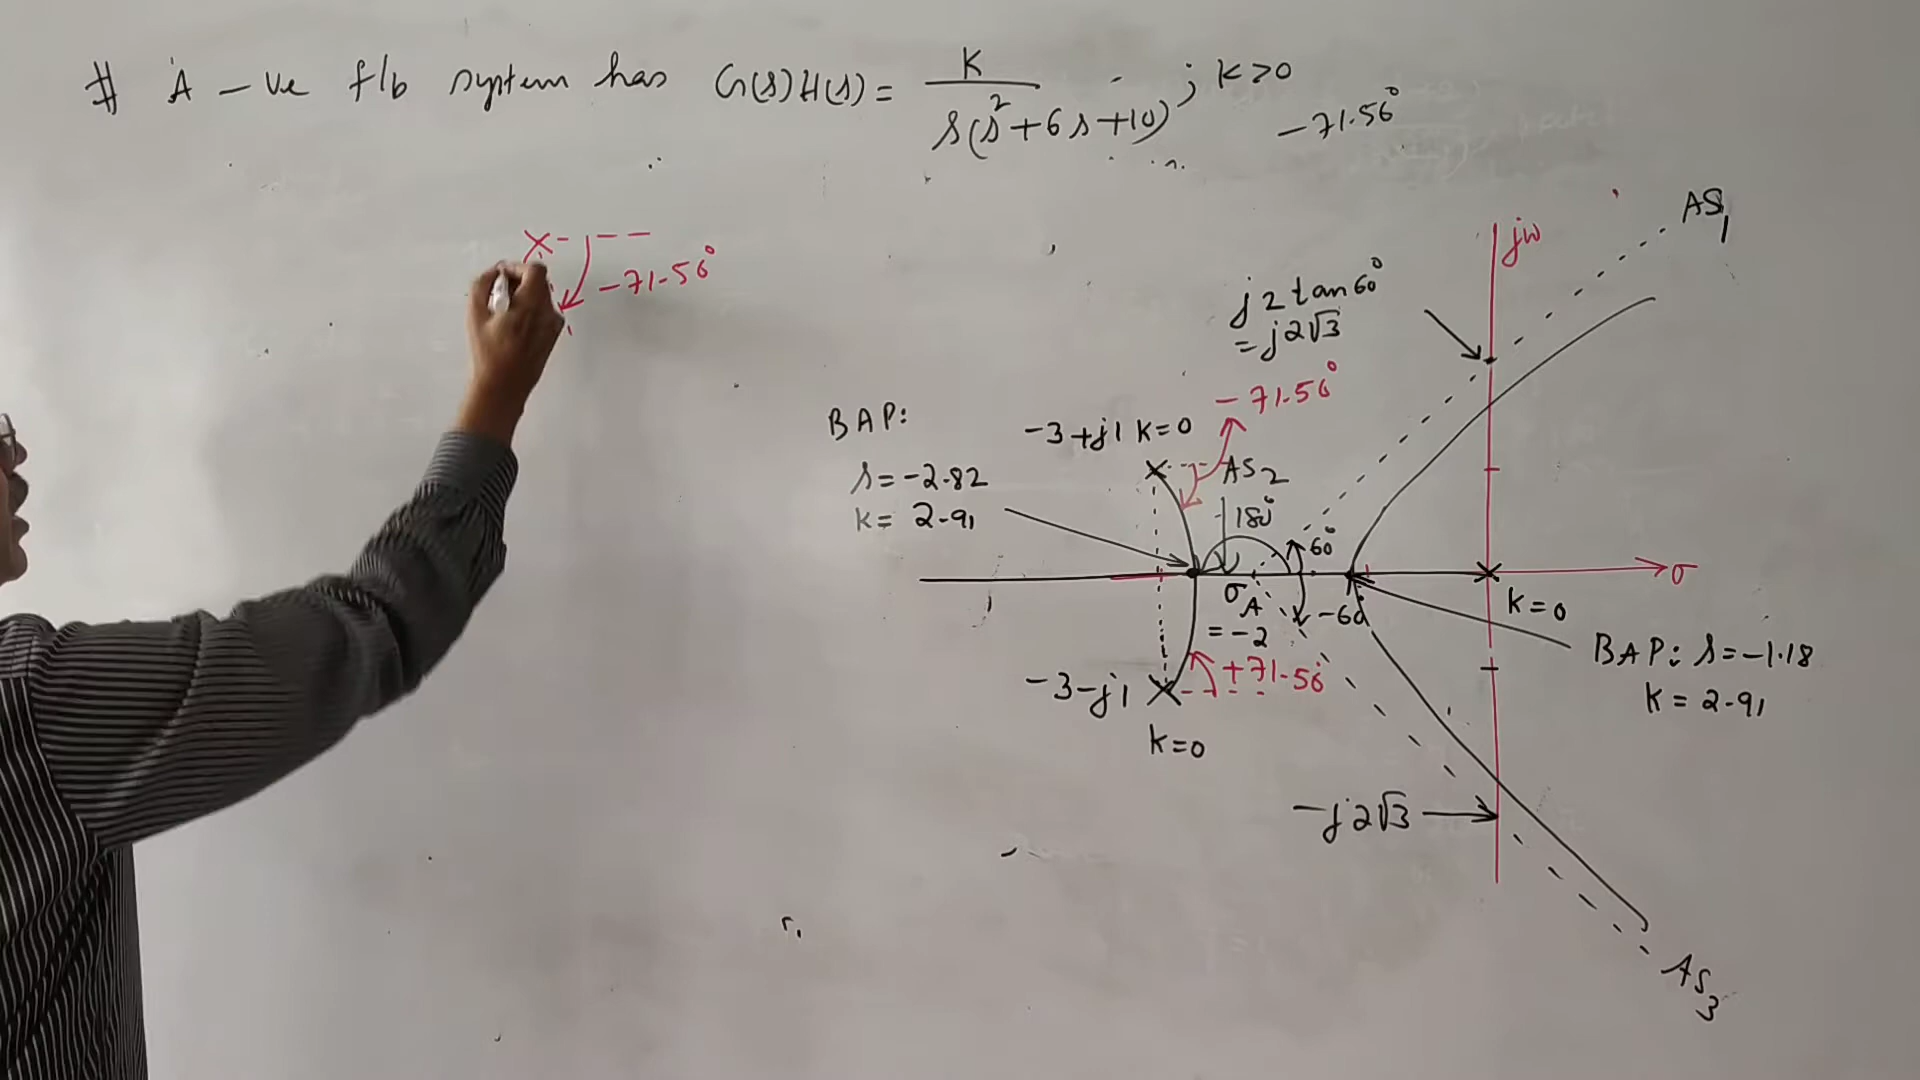 # A -ve f/b system has G(s)H(s) = K / s(s²+6s+10) ; K>0
-71.56°
-71.56°
AS1
jω
j2 tan60°
= j2√3
-71.56°
BAP:
s = -2.82
K = 2.91
-3+j1 K=0
AS2
180°
60°
σ
σA
= -2
-60°
K=0
BAP: s = -1.18
K = 2.91
+71.56°
-3-j1
K=0
-j2√3
AS3